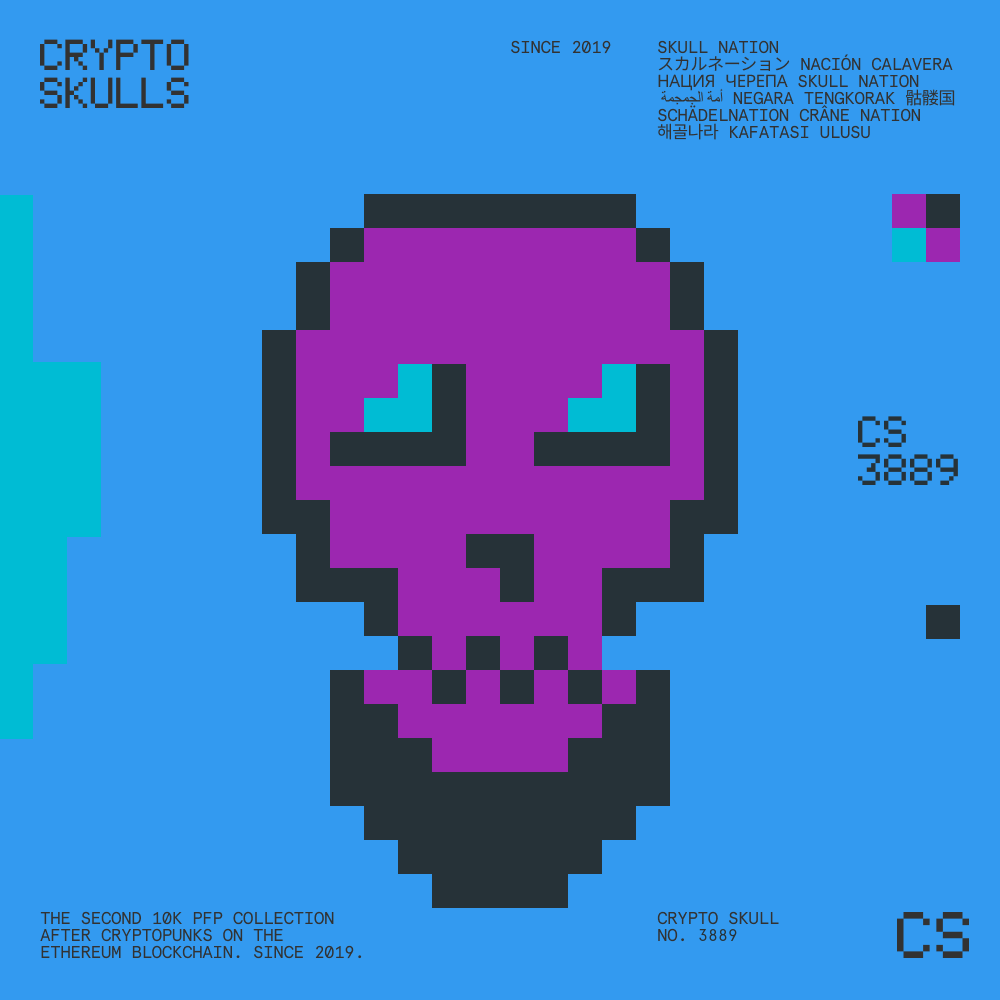 CRYPTO
SKULLS
SINCE 2019
SKULL NATION
スカルネーション NACIÓN CALAVERA
НАЦИЯ ЧЕРЕПА SKULL NATION
أمة الجمجمة NEGARA TENGKORAK 骷髅国
SCHÄDELNATION CRÂNE NATION
해골나라 KAFATASI ULUSU
CS
3889
THE SECOND 10K PFP COLLECTION
AFTER CRYPTOPUNKS ON THE
ETHEREUM BLOCKCHAIN. SINCE 2019.
CRYPTO SKULL
NO. 3889
CS